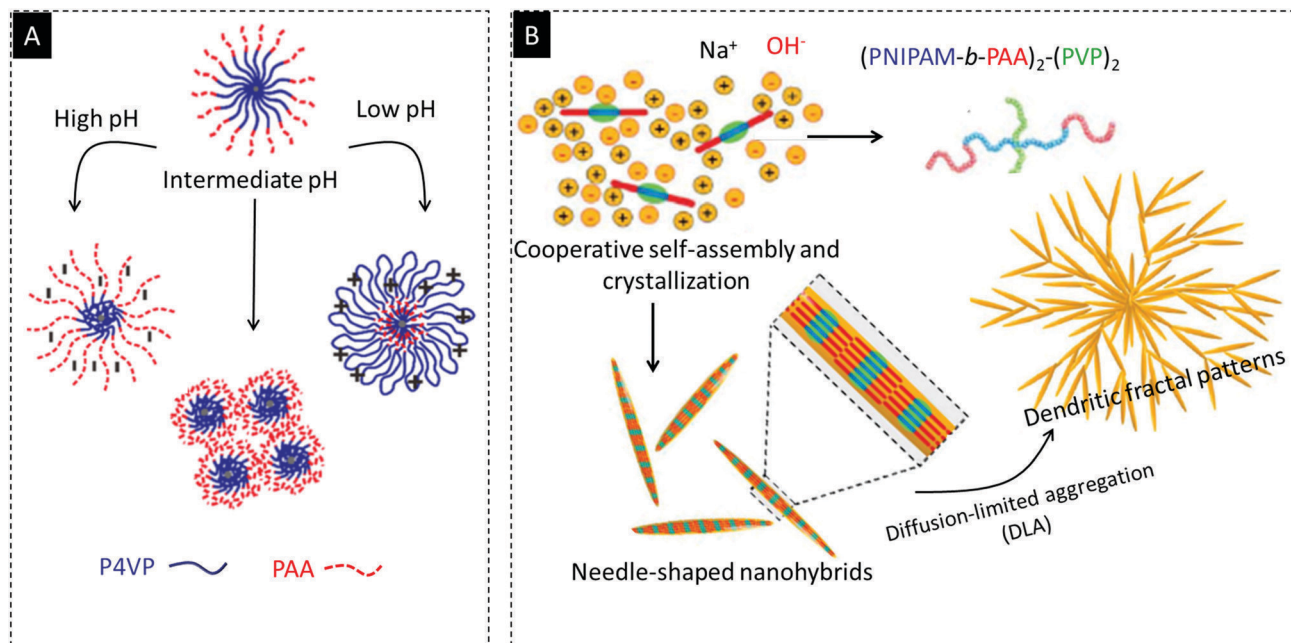 A
High pH
Low pH
Intermediate pH
P4VP
PAA
B
Na⁺ OH⁻
(PNIPAM-b-PAA)₂-(PVP)₂
Cooperative self-assembly and
crystallization
Needle-shaped nanohybrids
Dendritic fractal patterns
Diffusion-limited aggregation
(DLA)